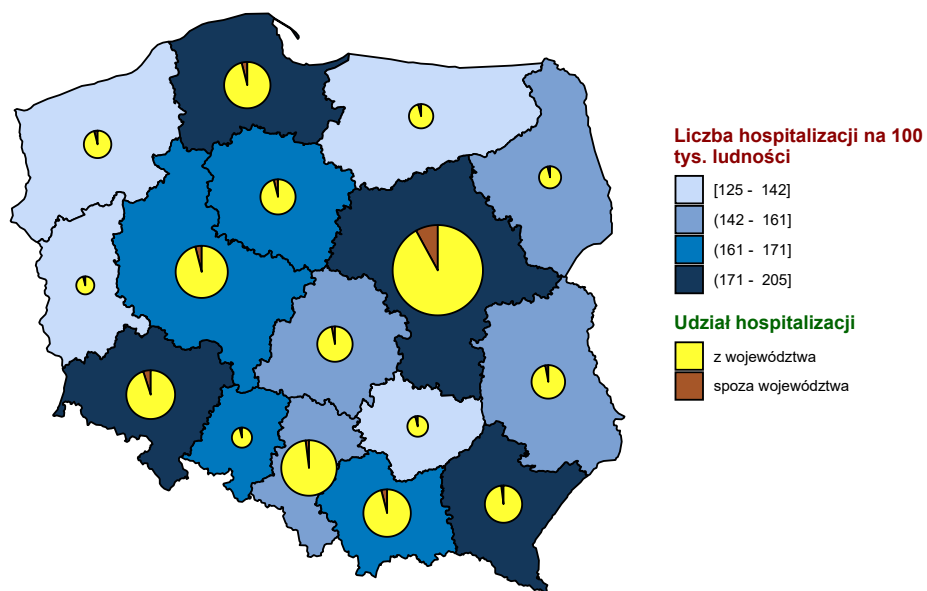 Liczba hospitalizacji na 100
tys. ludności
[125 - 142]
(142 - 161]
(161 - 171]
(171 - 205]
Udział hospitalizacji
z województwa
spoza województwa